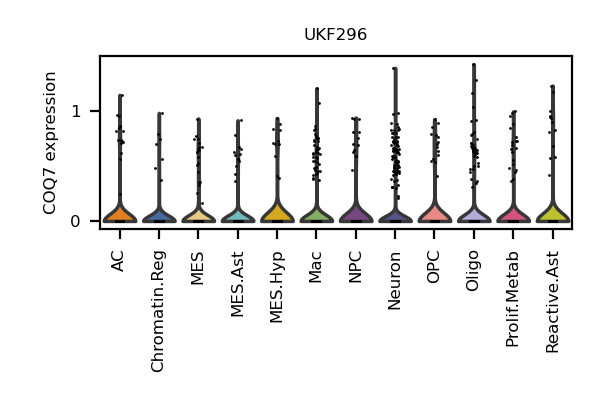 UKF296
COQ7 expression
1
0
AC
Chromatin.Reg
MES
MES.Ast
MES.Hyp
Mac
NPC
Neuron
OPC
Oligo
Prolif.Metab
Reactive.Ast